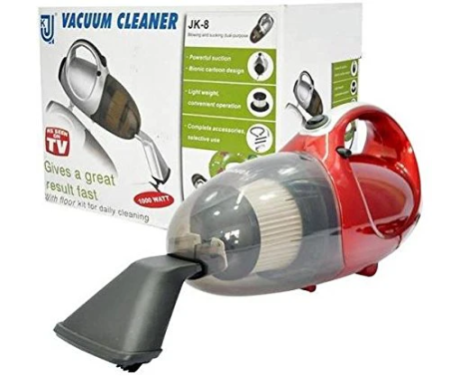 VACUUM CLEANER
JK-8
Blowing and sucking dual purpose
· Powerful suction
· Bionic cartoon design
· Light weight,
convenient operation
· Complete accessories,
selective use
AS SEEN ON
TV
Gives a great
result fast
With floor kit for daily cleaning
1000 WATT